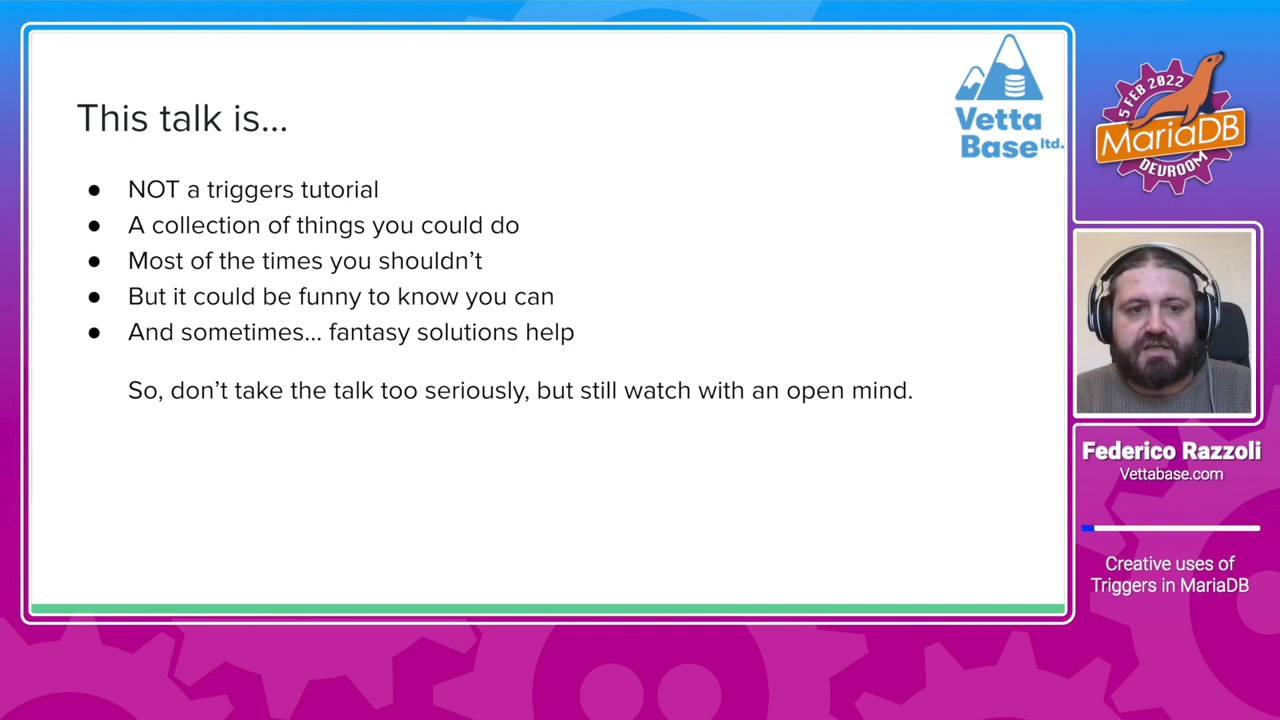 This talk is...
● NOT a triggers tutorial
● A collection of things you could do
● Most of the times you shouldn't
● But it could be funny to know you can
● And sometimes... fantasy solutions help
So, don't take the talk too seriously, but still watch with an open mind.
Vetta
Base ltd.
5 FEB 2022
MariaDB
DEVROOM
Federico Razzoli
Vettabase.com
Creative uses of
Triggers in MariaDB